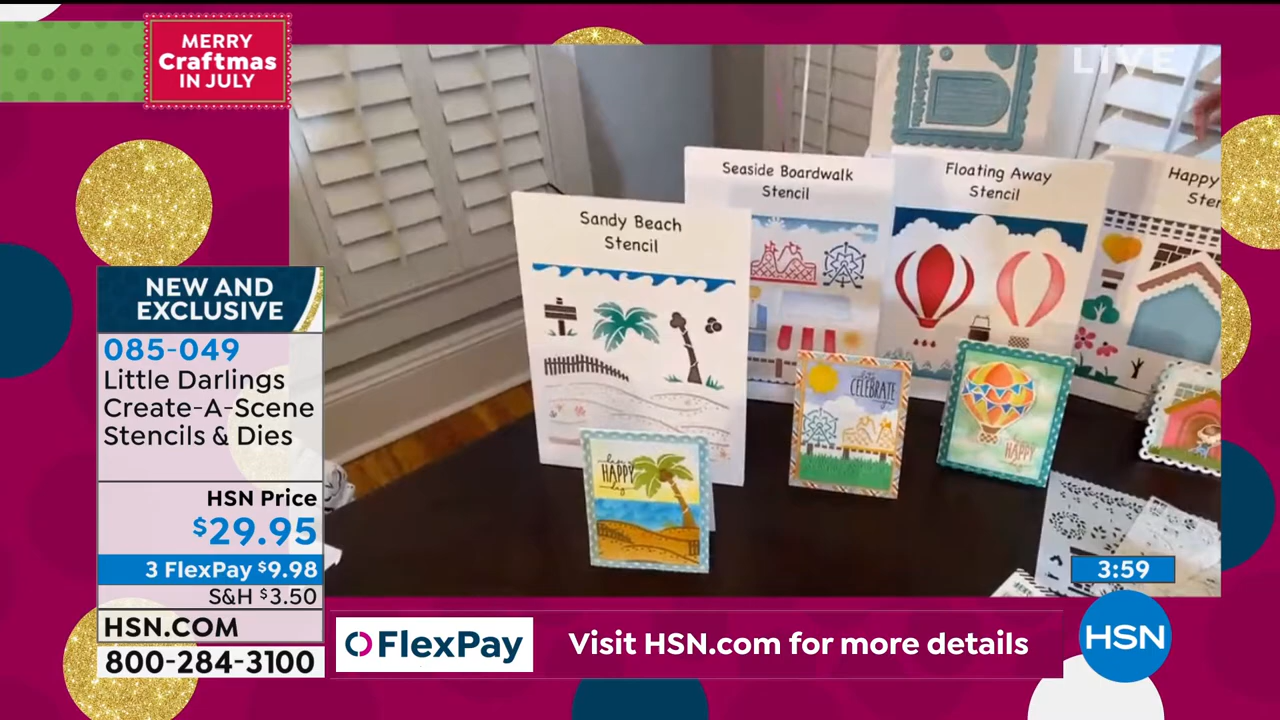 MERRY
Craftmas
IN JULY
LIVE
NEW AND
EXCLUSIVE
085-049
Little Darlings
Create-A-Scene
Stencils & Dies
HSN Price
$29.95
3 FlexPay $9.98
S&H $3.50
HSN.COM
800-284-3100
Sandy Beach
Stencil
Seaside Boardwalk
Stencil
Floating Away
Stencil
Happy
HAPPY
day
CELEBRATE
HAPPY
3:59
FlexPay
Visit HSN.com for more details
HSN